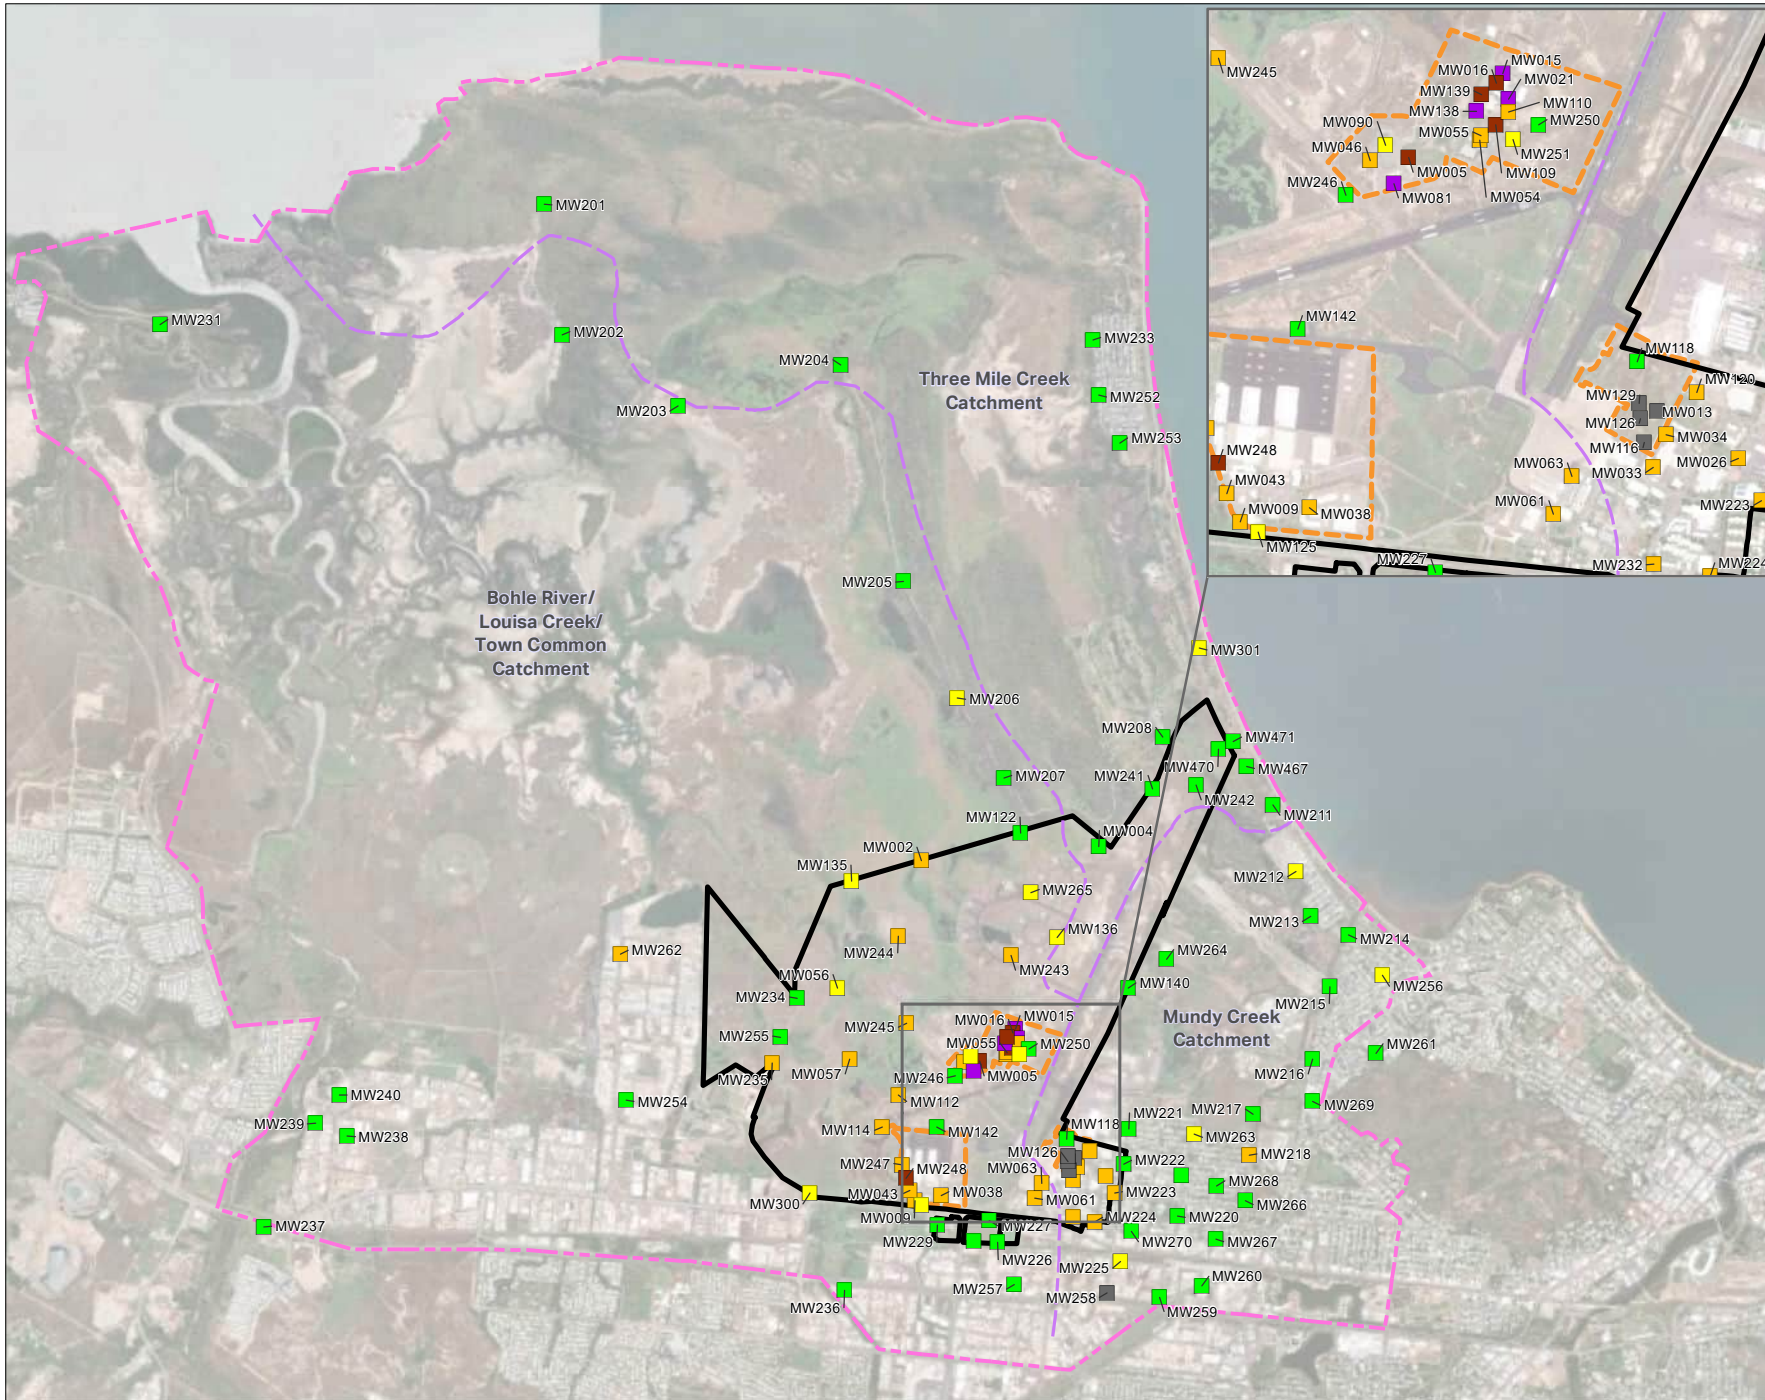 MW245
MW016
MW015
MW139
MW021
MW138
MW110
MW250
MW090
MW055
MW046
MW251
MW005
MW109
MW246
MW081
MW054
MW142
MW118
MW120
MW129
MW013
MW126
MW034
MW116
MW248
MW063
MW033
MW026
MW043
MW061
MW223
MW009
MW038
MW125
MW227
MW232
MW224
MW201
MW231
MW202
MW233
MW204
Three Mile Creek
Catchment
MW252
MW203
MW253
MW205
Bohle River/
Louisa Creek/
Town Common
Catchment
MW301
MW206
MW208
MW471
MW470
MW467
MW207
MW241
MW242
MW211
MW122
MW004
MW002
MW135
MW212
MW265
MW213
MW136
MW214
MW262
MW244
MW243
MW264
MW056
MW234
MW140
MW256
MW215
MW245
MW016
MW015
Mundy Creek
Catchment
MW255
MW055
MW250
MW261
MW235
MW057
MW246
MW005
MW216
MW240
MW254
MW112
MW269
MW239
MW114
MW142
MW118
MW221
MW217
MW238
MW263
MW126
MW247
MW248
MW063
MW222
MW218
MW043
MW038
MW061
MW223
MW268
MW300
MW266
MW009
MW227
MW224
MW220
MW237
MW229
MW226
MW270
MW267
MW225
MW257
MW258
MW260
MW236
MW259